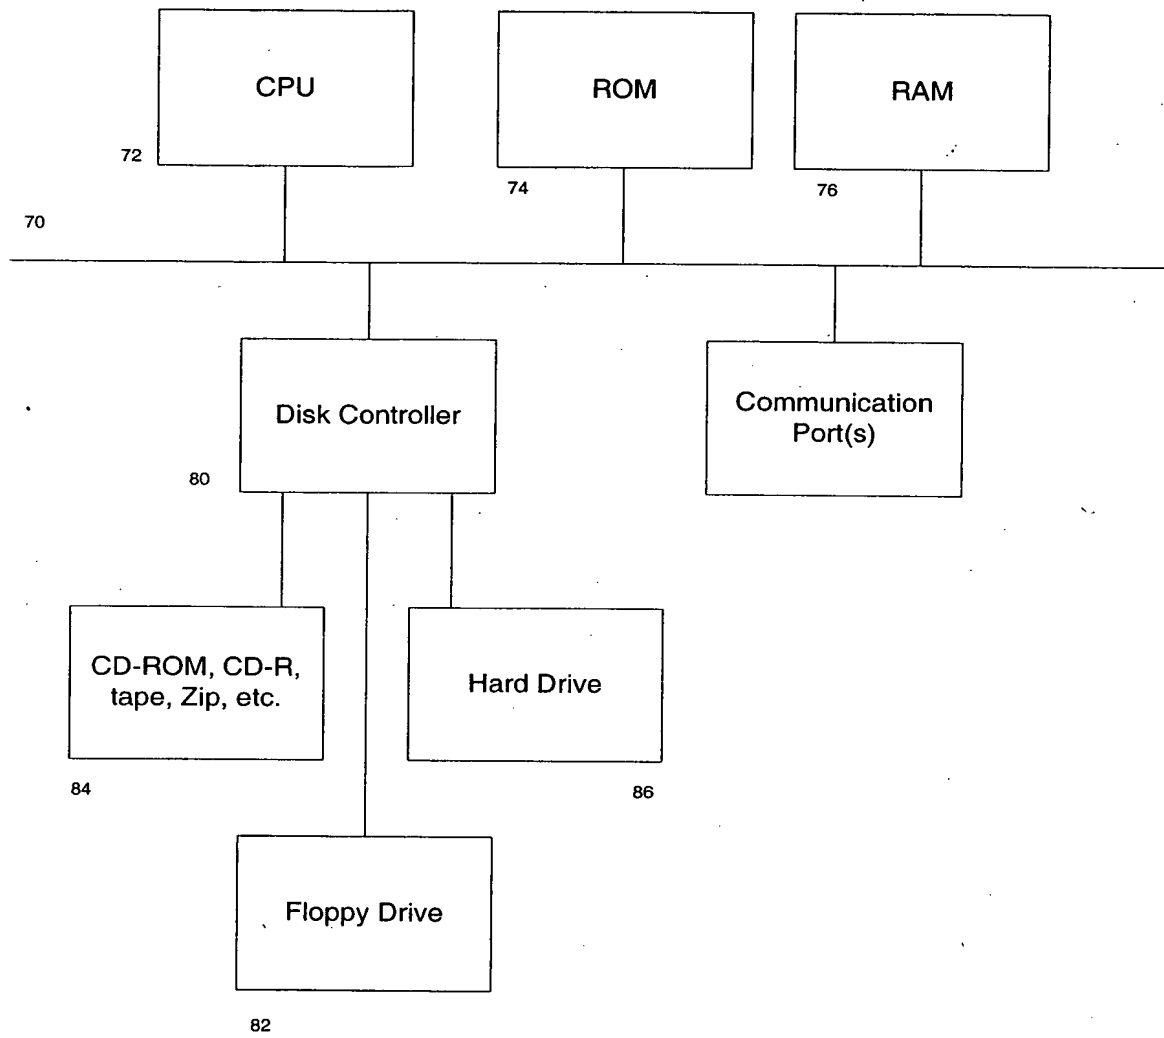 CPU
ROM
RAM
72
74
76
70
Disk Controller
Communication
Port(s)
80
CD-ROM, CD-R,
tape, Zip, etc.
Hard Drive
84
86
Floppy Drive
82